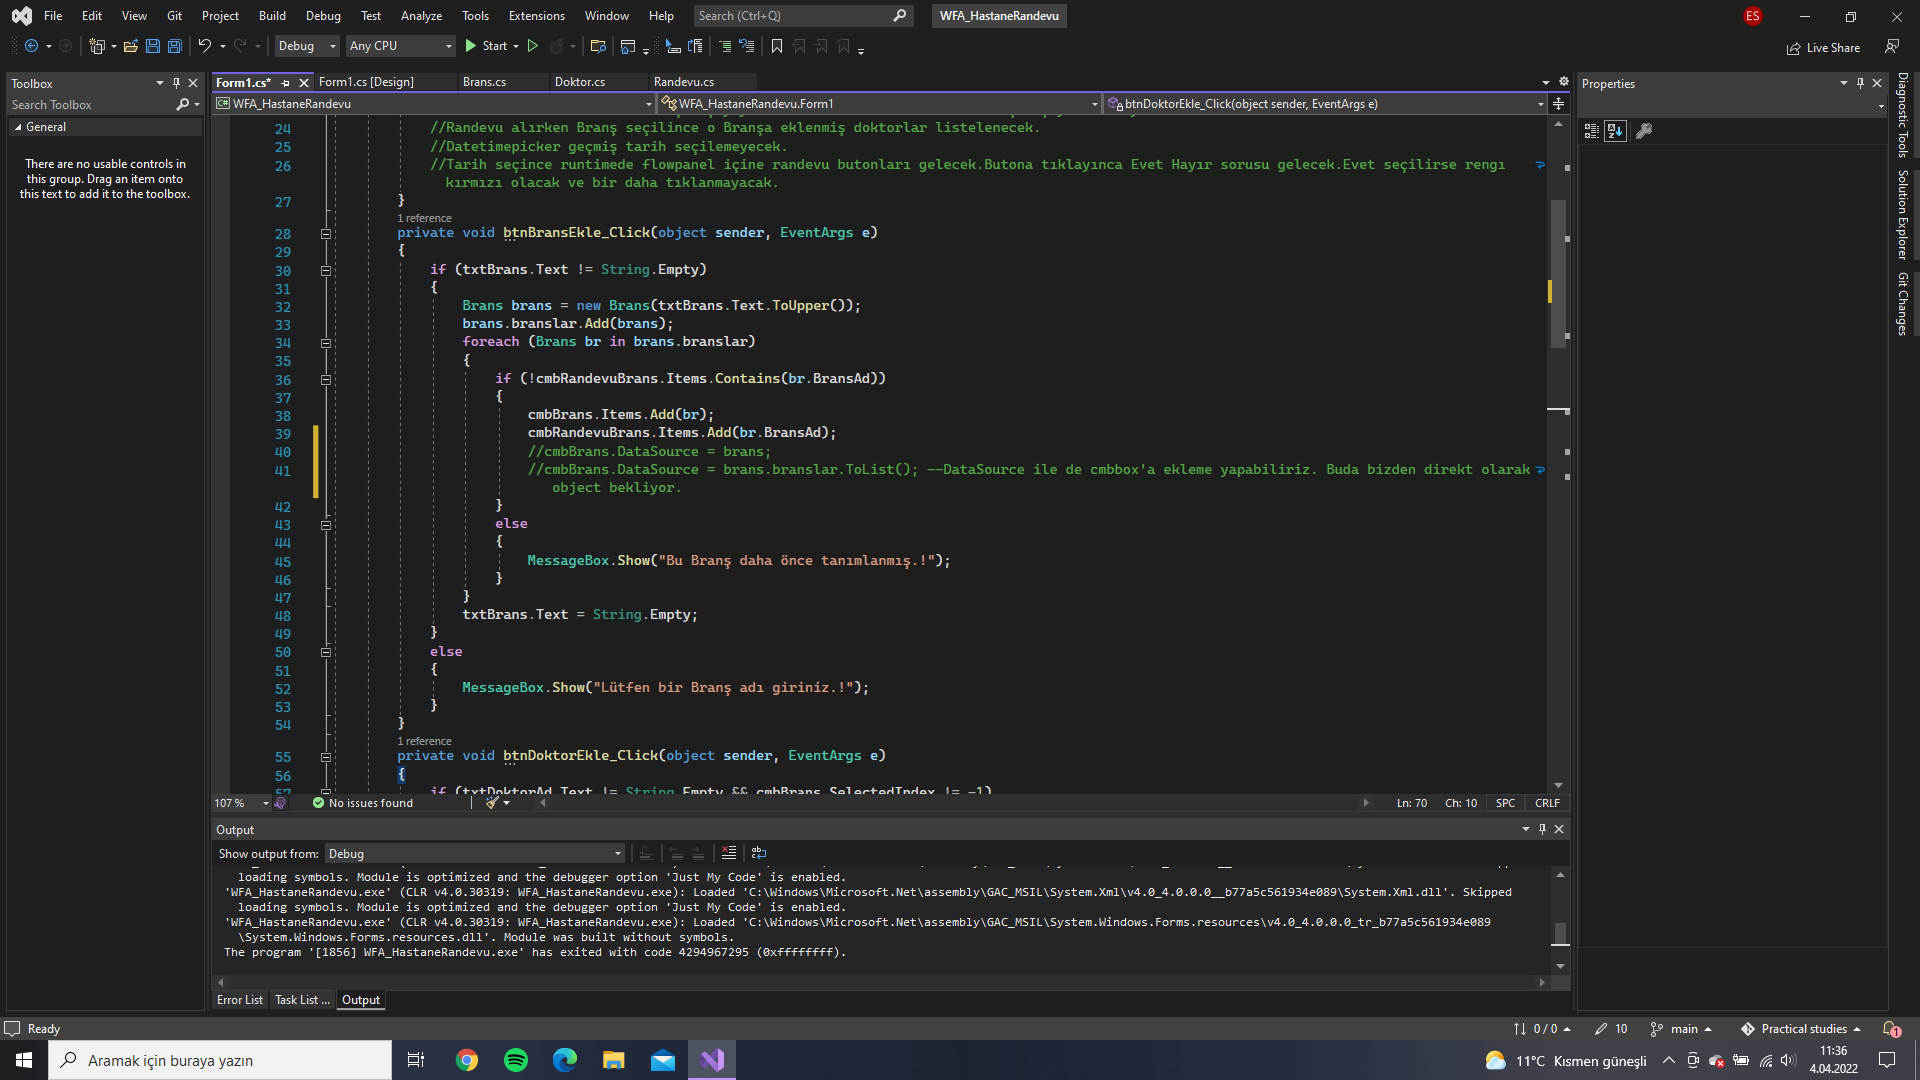 File Edit View Git Project Build Debug Test Analyze Tools Extensions Window Help Search (Ctrl+Q) WFA_HastaneRandevu ES
Debug Any CPU Start Live Share
Toolbox
Search Toolbox
General
There are no usable controls in
this group. Drag an item onto
this text to add it to the toolbox.
Form1.cs* Form1.cs [Design] Brans.cs Doktor.cs Randevu.cs
WFA_HastaneRandevu WFA_HastaneRandevu.Form1 btnDoktorEkle_Click(object sender, EventArgs e)
24 //Randevu alırken Branş seçilince o Branşa eklenmiş doktorlar listelenecek.
25 //Datetimepicker geçmiş tarih seçilemeyecek.
26 //Tarih seçince runtimede flowpanel içine randevu butonları gelecek.Butona tıklayınca Evet Hayır sorusu gelecek.Evet seçilirse rengı
kırmızı olacak ve bir daha tıklanmayacak.
27 }
1 reference
28 private void btnBransEkle_Click(object sender, EventArgs e)
29 {
30 if (txtBrans.Text != String.Empty)
31 {
32 Brans brans = new Brans(txtBrans.Text.ToUpper());
33 brans.branslar.Add(brans);
34 foreach (Brans br in brans.branslar)
35 {
36 if (!cmbRandevuBrans.Items.Contains(br.BransAd))
37 {
38 cmbBrans.Items.Add(br);
39 cmbRandevuBrans.Items.Add(br.BransAd);
40 //cmbBrans.DataSource = brans;
41 //cmbBrans.DataSource = brans.branslar.ToList(); --DataSource ile de cmbbox'a ekleme yapabiliriz. Buda bizden direkt olarak
object bekliyor.
42 }
43 else
44 {
45 MessageBox.Show("Bu Branş daha önce tanımlanmış.!");
46 }
47 }
48 txtBrans.Text = String.Empty;
49 }
50 else
51 {
52 MessageBox.Show("Lütfen bir Branş adı giriniz.!");
53 }
54 }
1 reference
55 private void btnDoktorEkle_Click(object sender, EventArgs e)
56 {
57 if (txtDoktorAd.Text != String.Empty && cmbBrans.SelectedIndex != -1)
107 % No issues found Ln: 70 Ch: 10 SPC CRLF
Output
Show output from: Debug
loading symbols. Module is optimized and the debugger option 'Just My Code' is enabled.
'WFA_HastaneRandevu.exe' (CLR v4.0.30319: WFA_HastaneRandevu.exe): Loaded 'C:\Windows\Microsoft.Net\assembly\GAC_MSIL\System.Xml\v4.0_4.0.0.0__b77a5c561934e089\System.Xml.dll'. Skipped
loading symbols. Module is optimized and the debugger option 'Just My Code' is enabled.
'WFA_HastaneRandevu.exe' (CLR v4.0.30319: WFA_HastaneRandevu.exe): Loaded 'C:\Windows\Microsoft.Net\assembly\GAC_MSIL\System.Windows.Forms.resources\v4.0_4.0.0.0_tr_b77a5c561934e089
\System.Windows.Forms.resources.dll'. Module was built without symbols.
The program '[1856] WFA_HastaneRandevu.exe' has exited with code 4294967295 (0xffffffff).
Error List Task List ... Output
Properties
Diagnostic Tools
Solution Explorer
Git Changes
Ready 0 / 0 10 main Practical studies 1
Aramak için buraya yazın 11°C Kısmen güneşli 11:36
4.04.2022